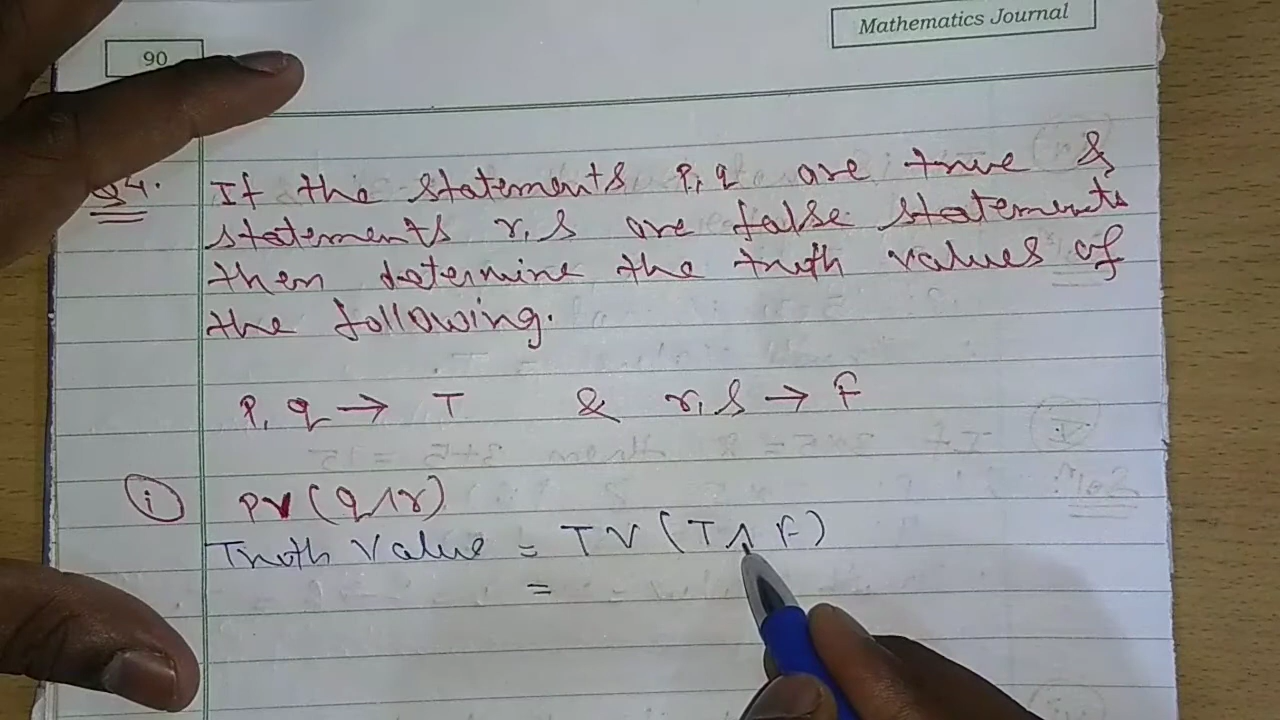 Mathematics Journal
90
Q4. If the statements p, q are true &
statements r, s are false statements
then determine the truth values of
the following.
p, q → T & r, s → F
i p∨(q∧r)
Truth Value = T∨(T∧F)
=